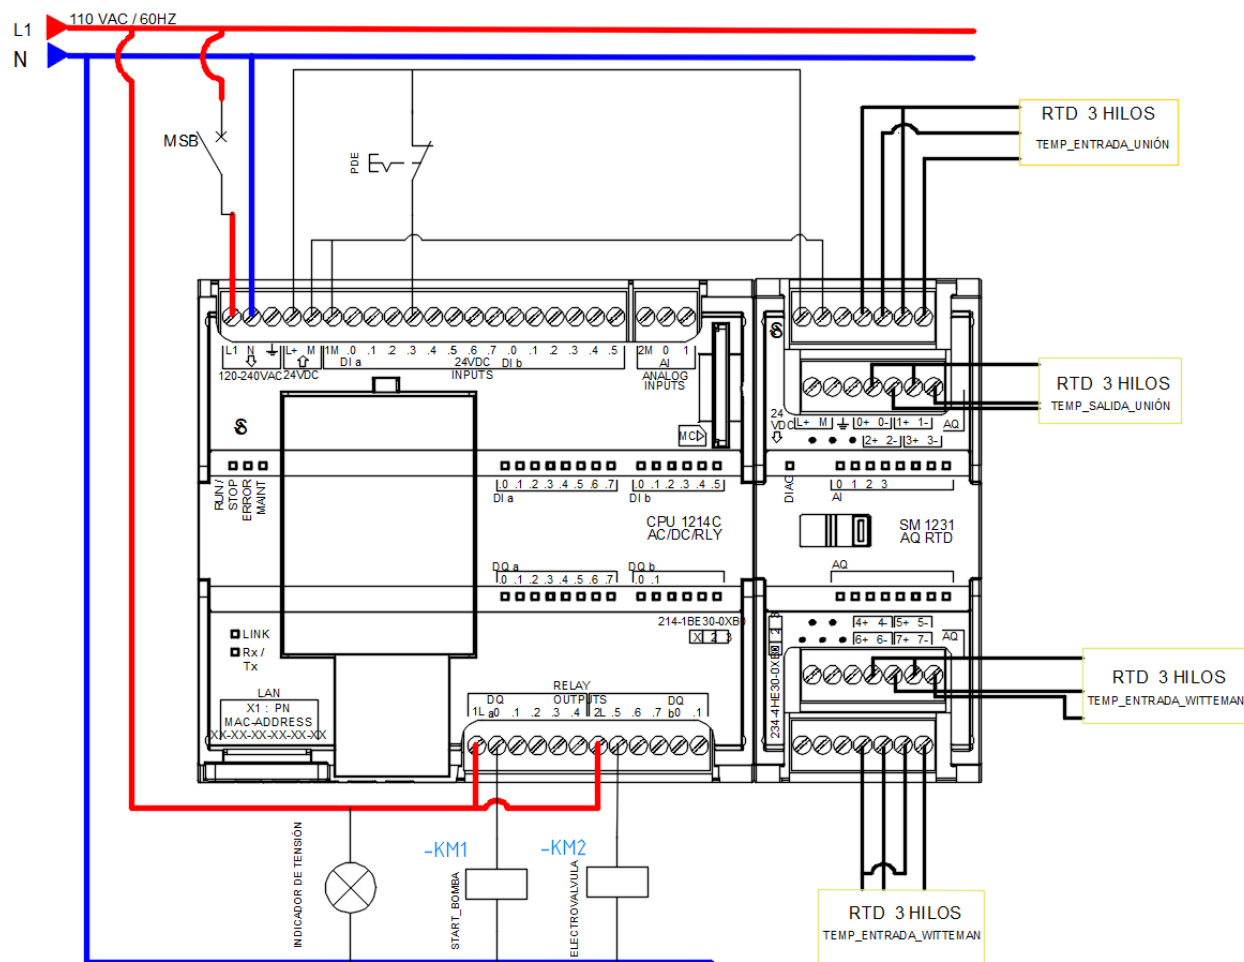 110 VAC / 60HZ
L1
N
MSB
PDE
RTD 3 HILOS
TEMP_ENTRADA_UNIÓN
L1 N L+ M 1M .0 .1 .2 .3 .4 .5 .6 .7 .0 .1 .2 .3 .4 .5 2M 0 1
120-240VAC 24VDC DI a 24VDC DI b AI
INPUTS ANALOG
INPUTS
RTD 3 HILOS
TEMP_SALIDA_UNIÓN
24
VDC
L+ M 0+ 0- 1+ 1- AQ
2+ 2- 3+ 3-
MC
RUN /
STOP
ERROR
MAINT
.0 .1 .2 .3 .4 .5 .6 .7 .0 .1 .2 .3 .4 .5
DI a DI b
DIAG
0 1 2 3
AI
CPU 1214C
AC/DC/RLY
SM 1231
AQ RTD
DQ a DQ b
.0 .1 .2 .3 .4 .5 .6 .7 .0 .1
AQ
LINK
Rx /
Tx
214-1BE30-0XB0
X 2 3
4+ 4- 5+ 5-
6+ 6- 7+ 7- AQ
RTD 3 HILOS
TEMP_ENTRADA_WITTEMAN
LAN
X1 : PN
MAC-ADDRESS
XX-XX-XX-XX-XX-XX
RELAY
OUTPUTS
DQ DQ
1L a0 .1 .2 .3 .4 2L .5 .6 .7 b0 .1
-KM1
-KM2
INDICADOR DE TENSIÓN
START_BOMBA
ELECTROVALVULA
RTD 3 HILOS
TEMP_ENTRADA_WITTEMAN